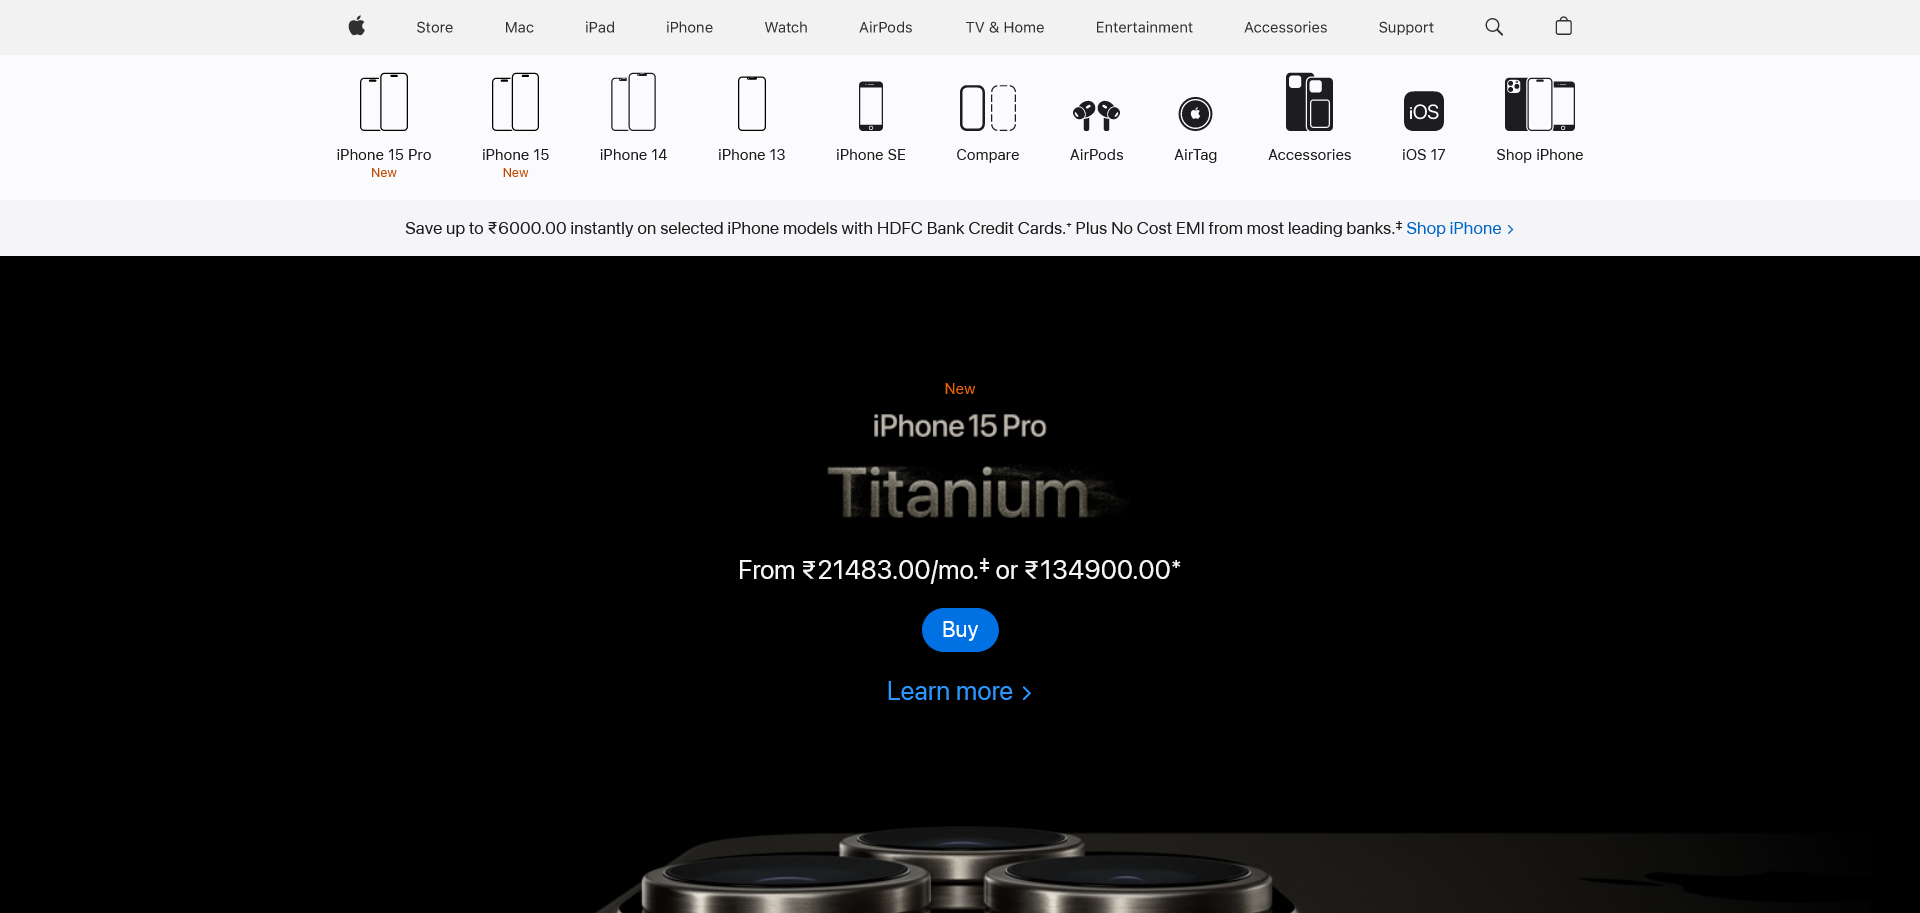 Store Mac iPad iPhone Watch AirPods TV & Home Entertainment Accessories Support
iOS
iPhone 15 Pro iPhone 15 iPhone 14 iPhone 13 iPhone SE Compare AirPods AirTag Accessories iOS 17 Shop iPhone
New New
Save up to ₹6000.00 instantly on selected iPhone models with HDFC Bank Credit Cards.⁺ Plus No Cost EMI from most leading banks.‡ Shop iPhone >
New
iPhone 15 Pro
Titanium
From ₹21483.00/mo.‡ or ₹134900.00*
Buy
Learn more >